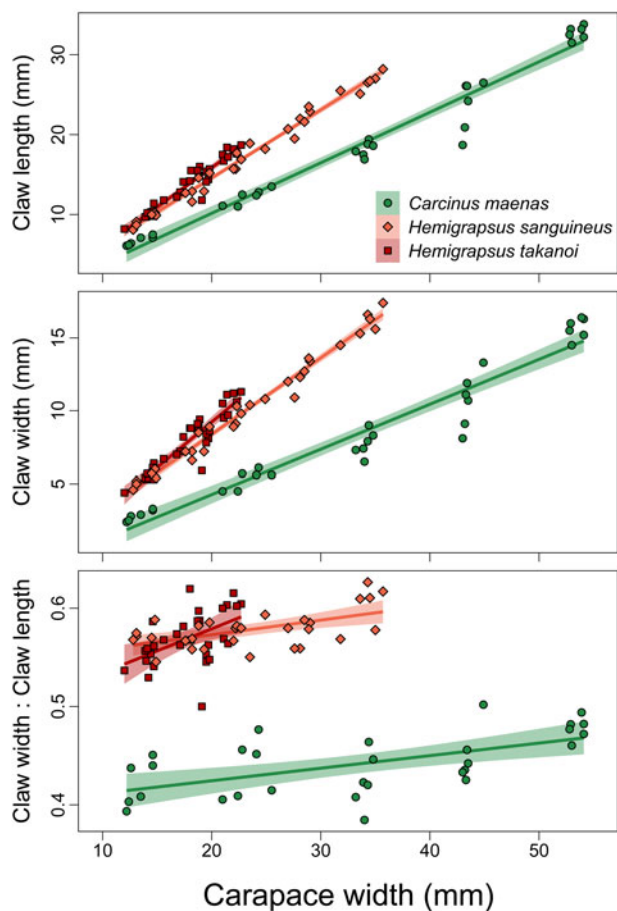 Claw length (mm)
30
20
10
Carcinus maenas
Hemigrapsus sanguineus
Hemigrapsus takanoi
Claw width (mm)
15
10
5
Claw width : Claw length
0.6
0.5
0.4
10 20 30 40 50
Carapace width (mm)